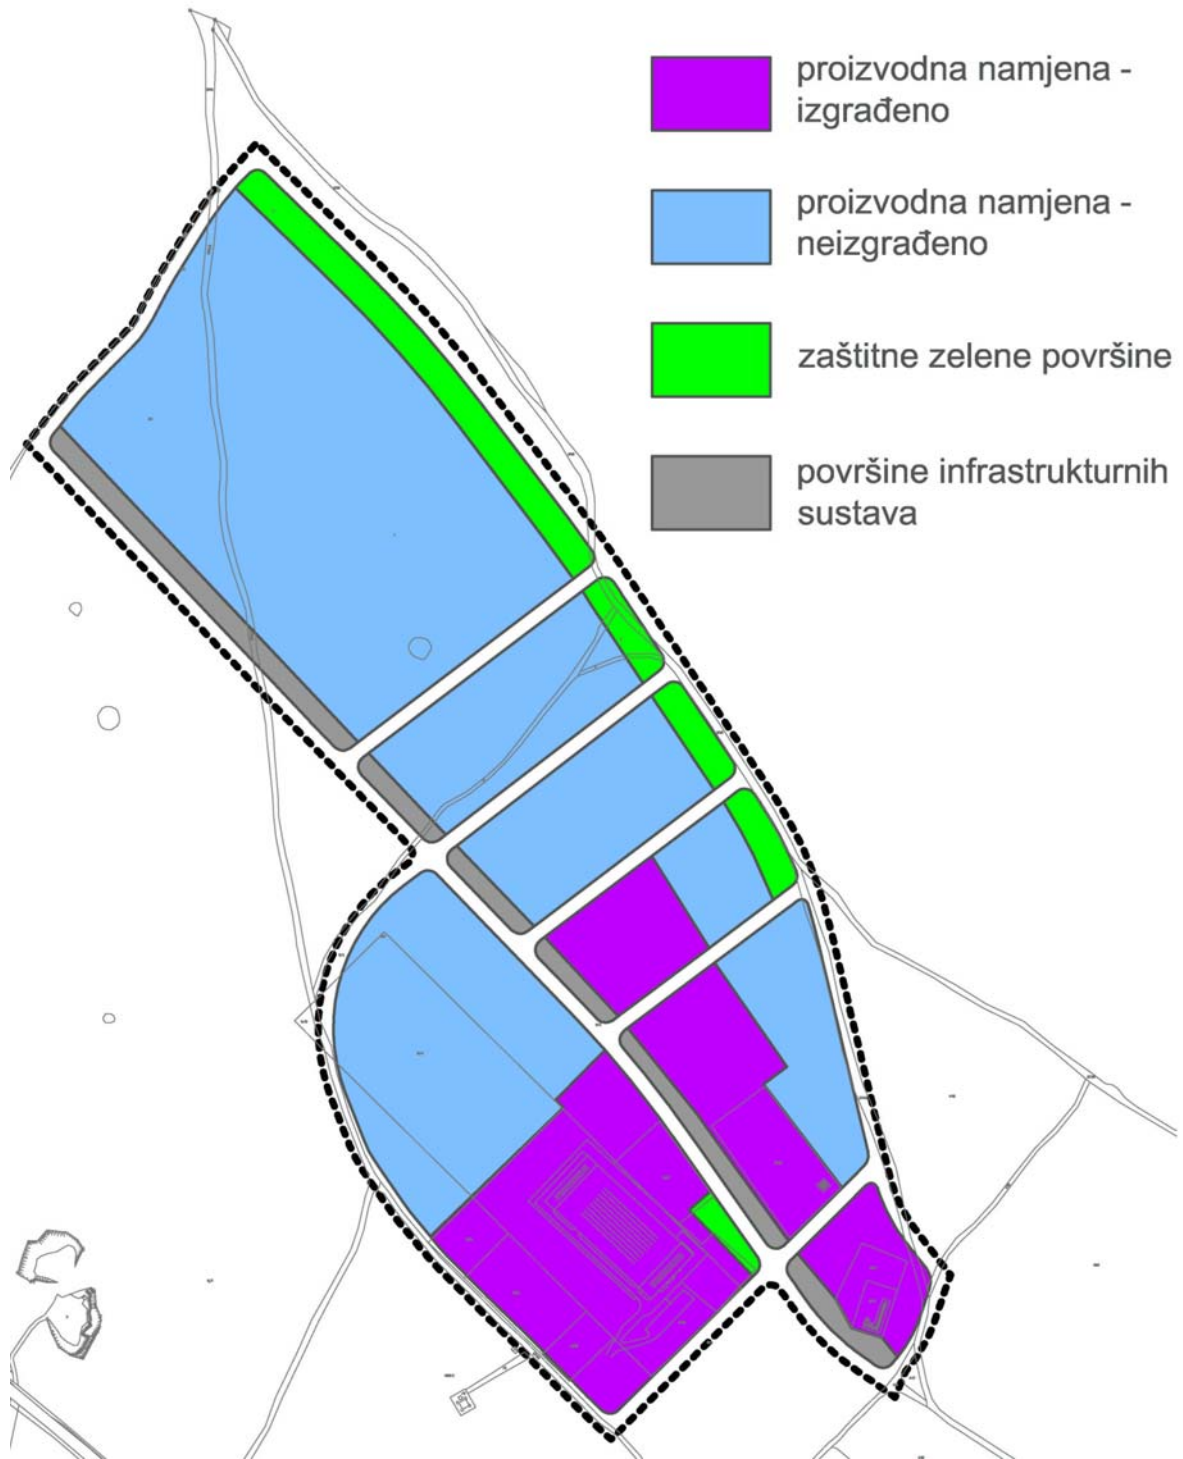 proizvodna namjena -
izgrađeno
proizvodna namjena -
neizgrađeno
zaštitne zelene površine
površine infrastrukturnih
sustava